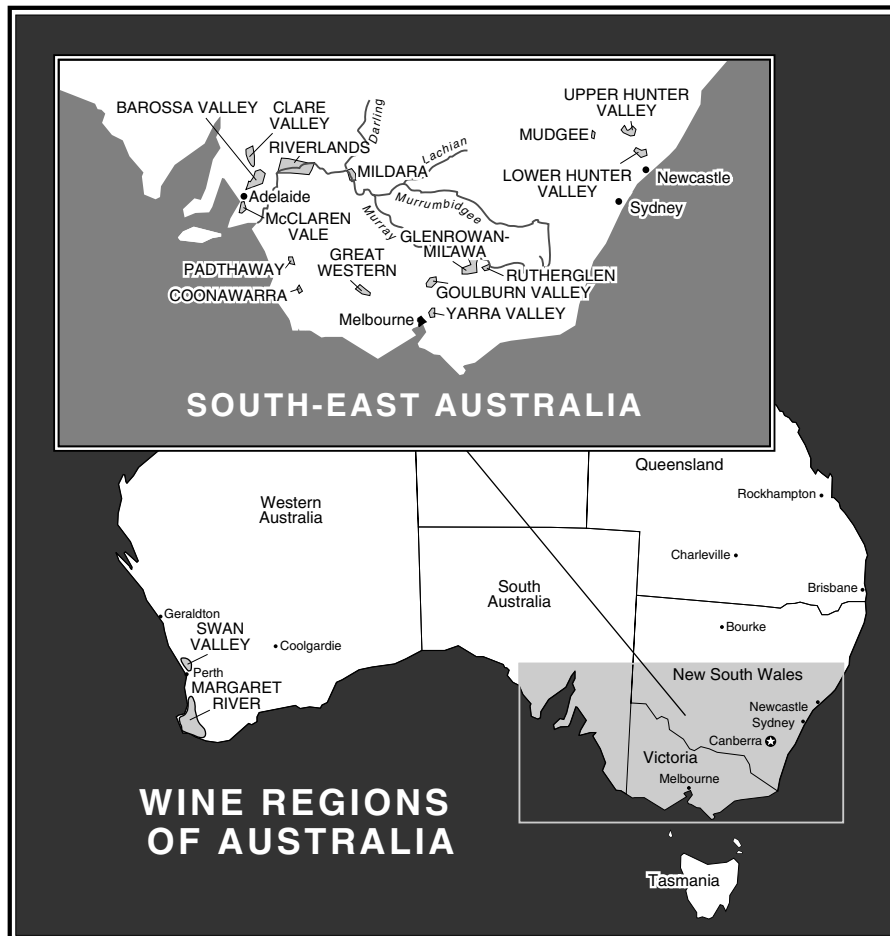 BAROSSA VALLEY
CLARE
VALLEY
RIVERLANDS
Darling
Lachlan
MILDARA
UPPER HUNTER
VALLEY
MUDGEE
LOWER HUNTER
VALLEY
Newcastle
Sydney
Adelaide
McCLAREN
VALE
Murrumbidgee
Murray
GLENROWAN-
MILAWA
RUTHERGLEN
PADTHAWAY
GREAT
WESTERN
GOULBURN VALLEY
COONAWARRA
Melbourne
YARRA VALLEY
SOUTH-EAST AUSTRALIA
Western
Australia
Queensland
Rockhampton
Charleville
South
Australia
Brisbane
Geraldton
Bourke
SWAN
VALLEY
Coolgardie
Perth
MARGARET
RIVER
New South Wales
Newcastle
Sydney
Canberra
Victoria
Melbourne
WINE REGIONS
OF AUSTRALIA
Tasmania